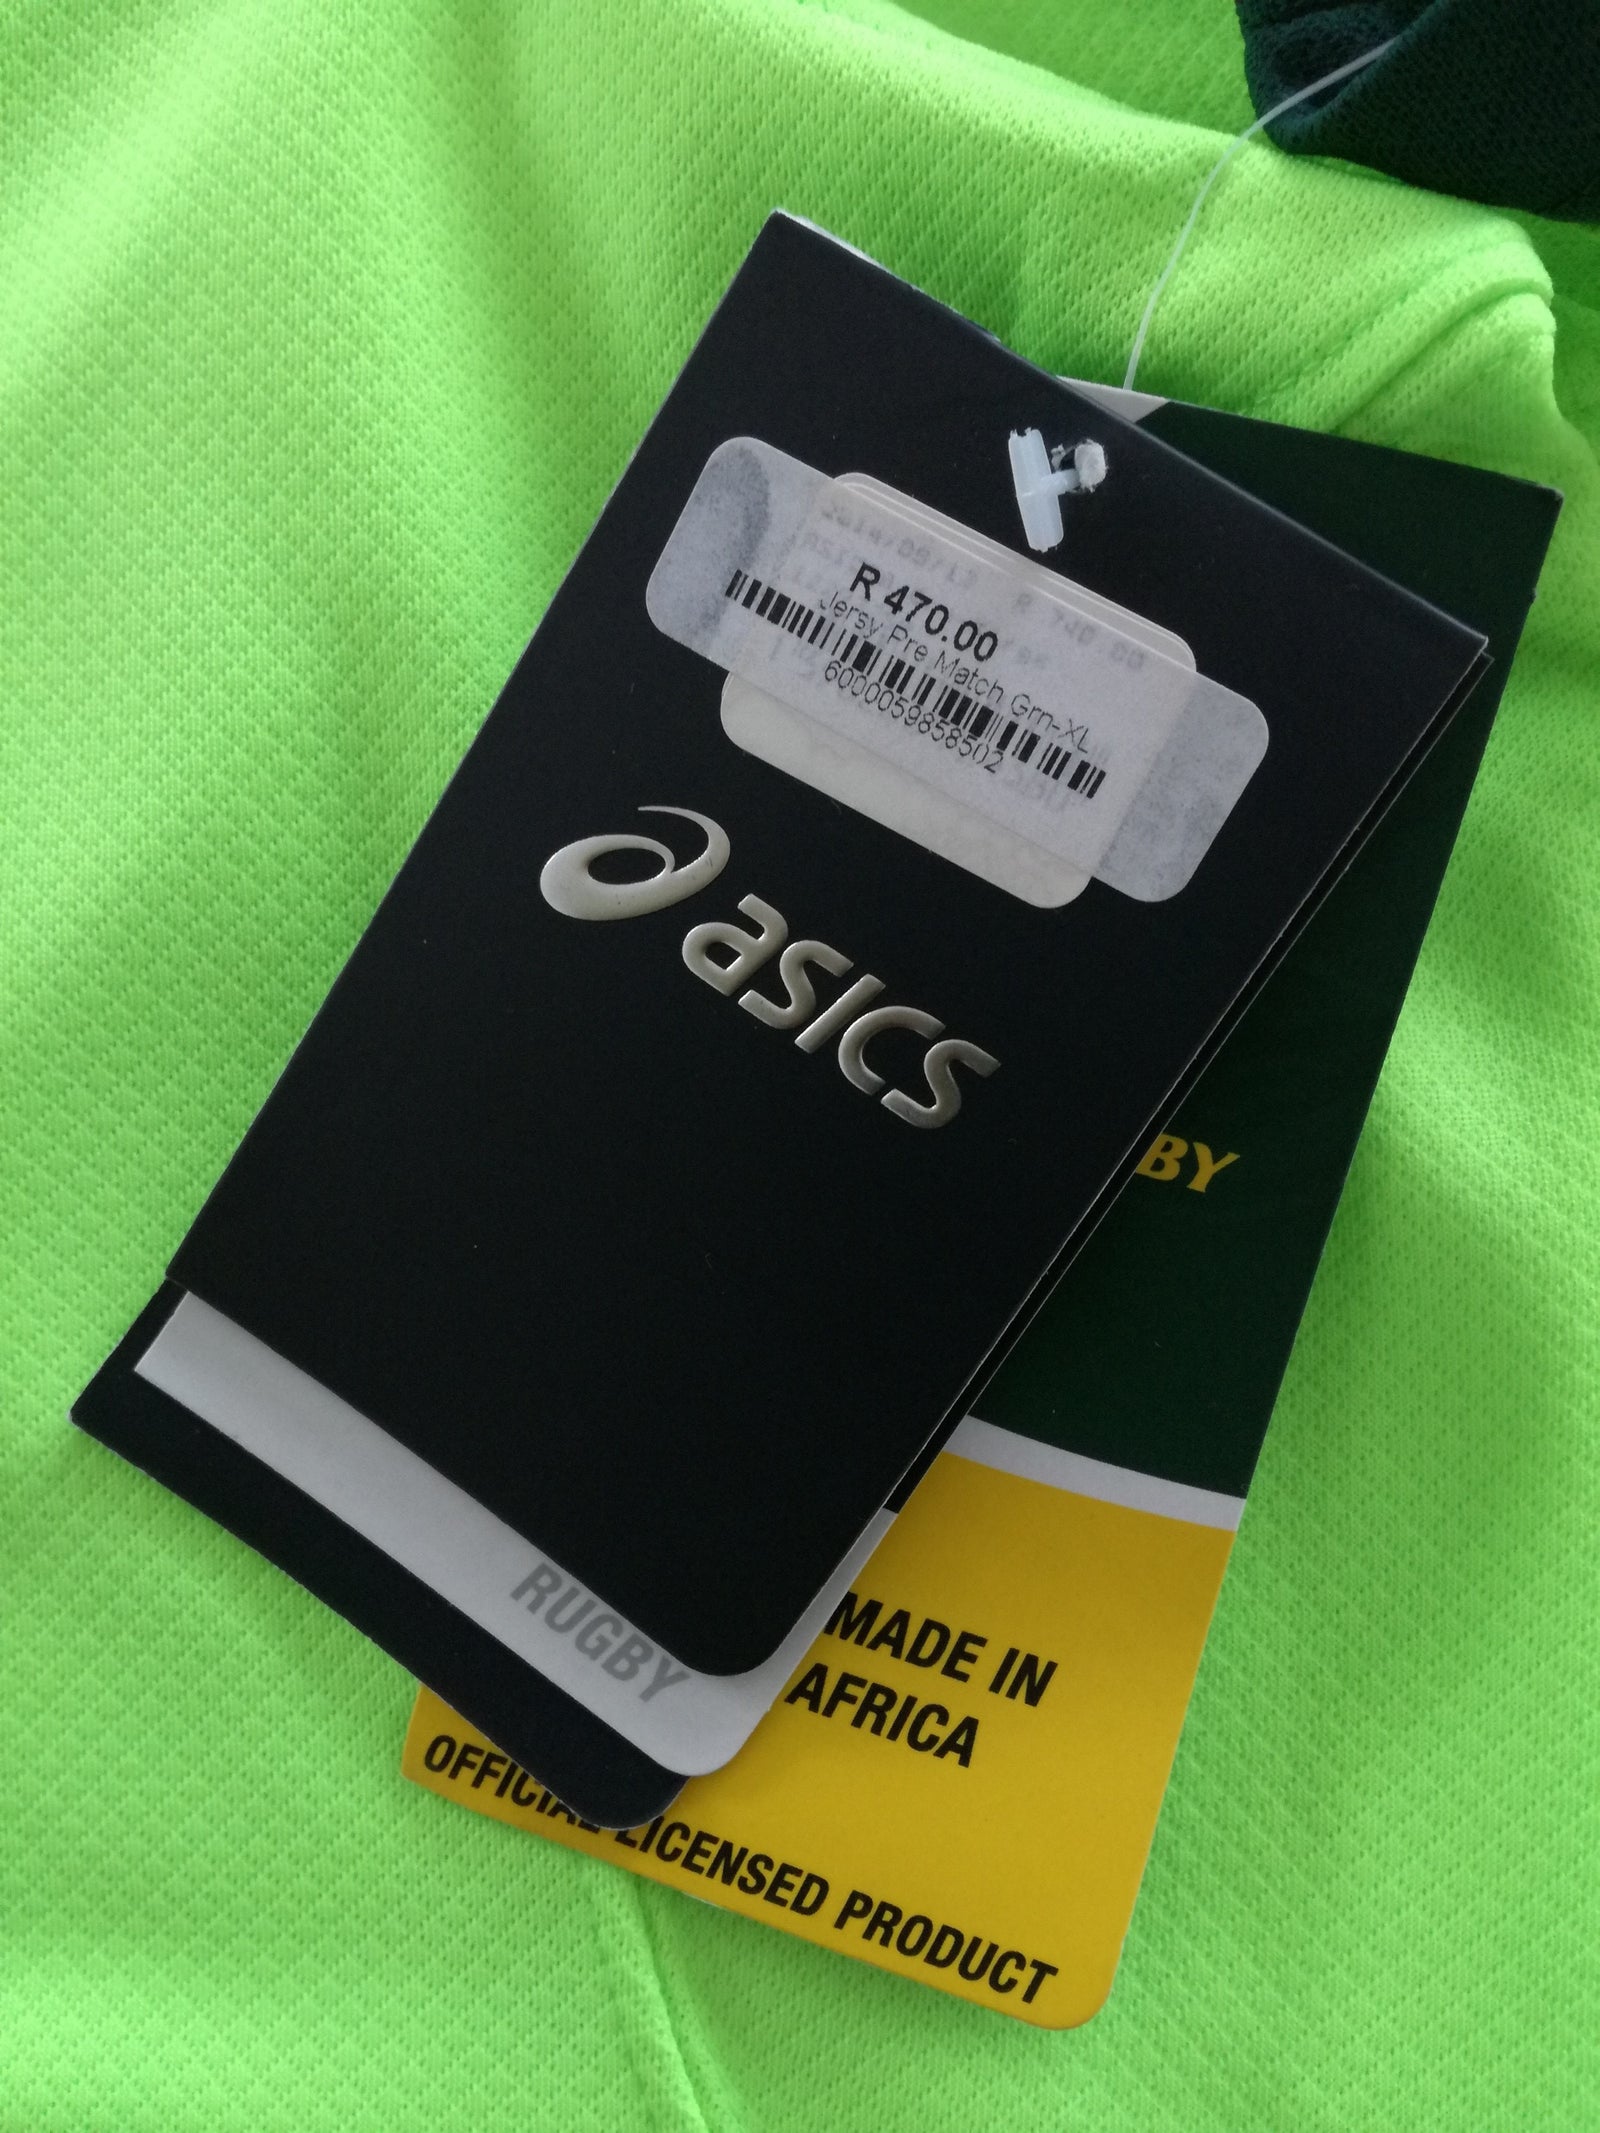 R 470.00
Jersy Pre Match Grn-XL
6000059858502
asics
RUGBY
BY
MADE IN
AFRICA
OFFICIAL LICENSED PRODUCT